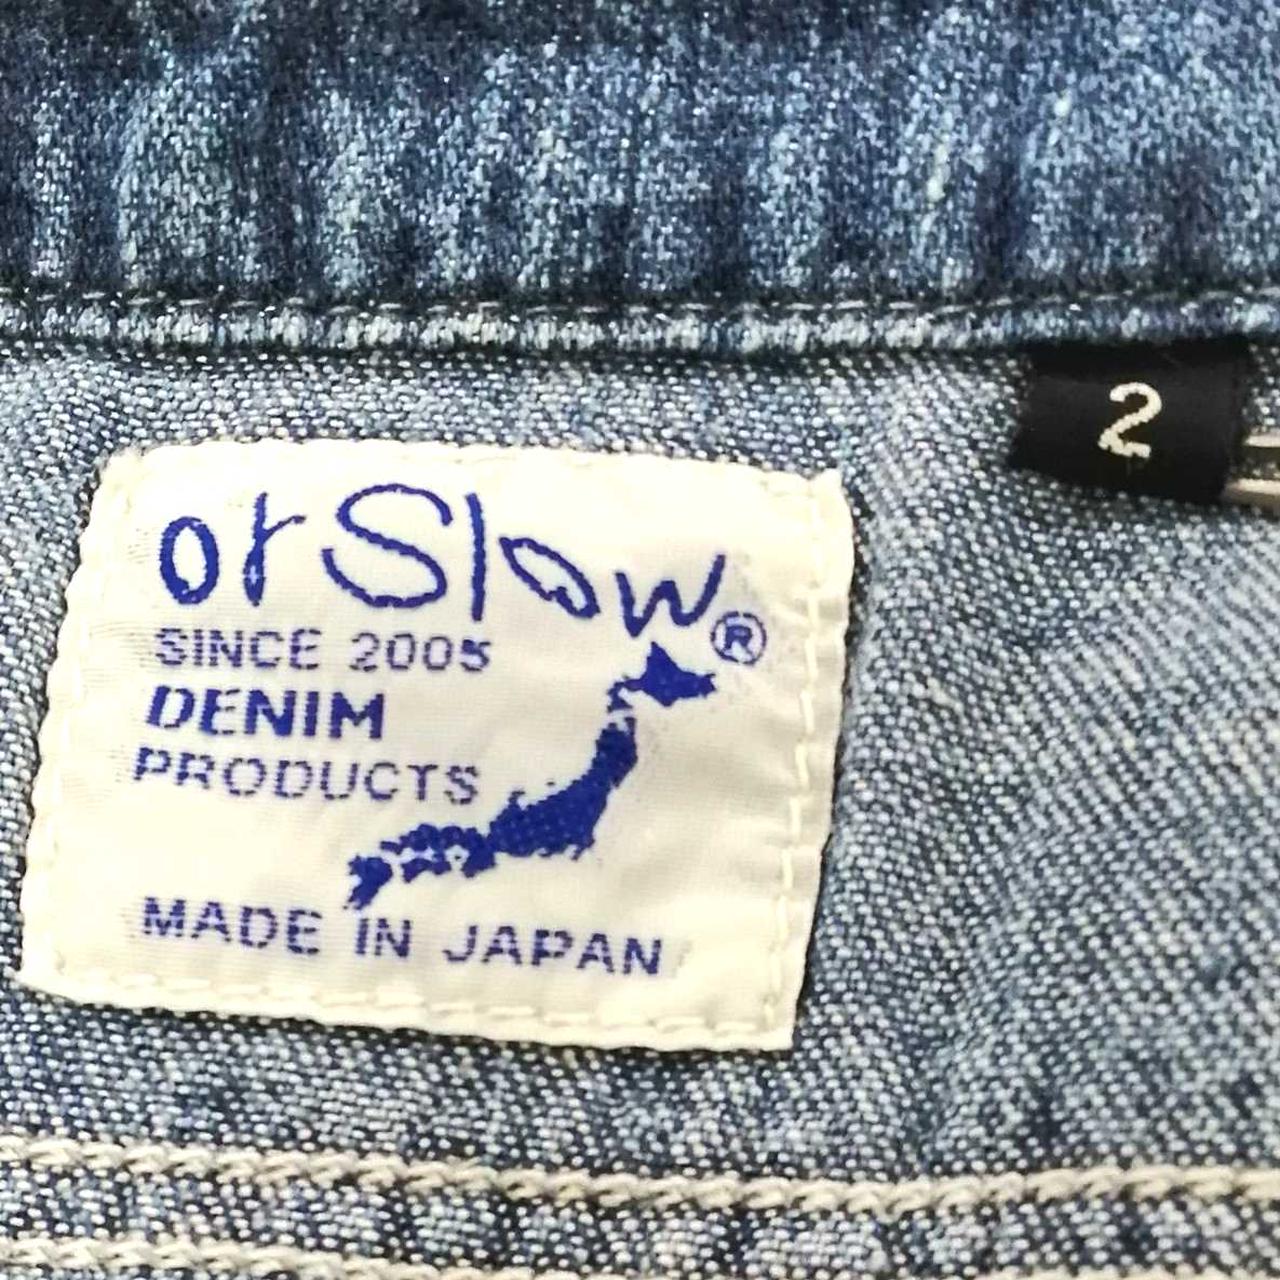 orSlow®
SINCE 2005
DENIM
PRODUCTS
MADE IN JAPAN
2